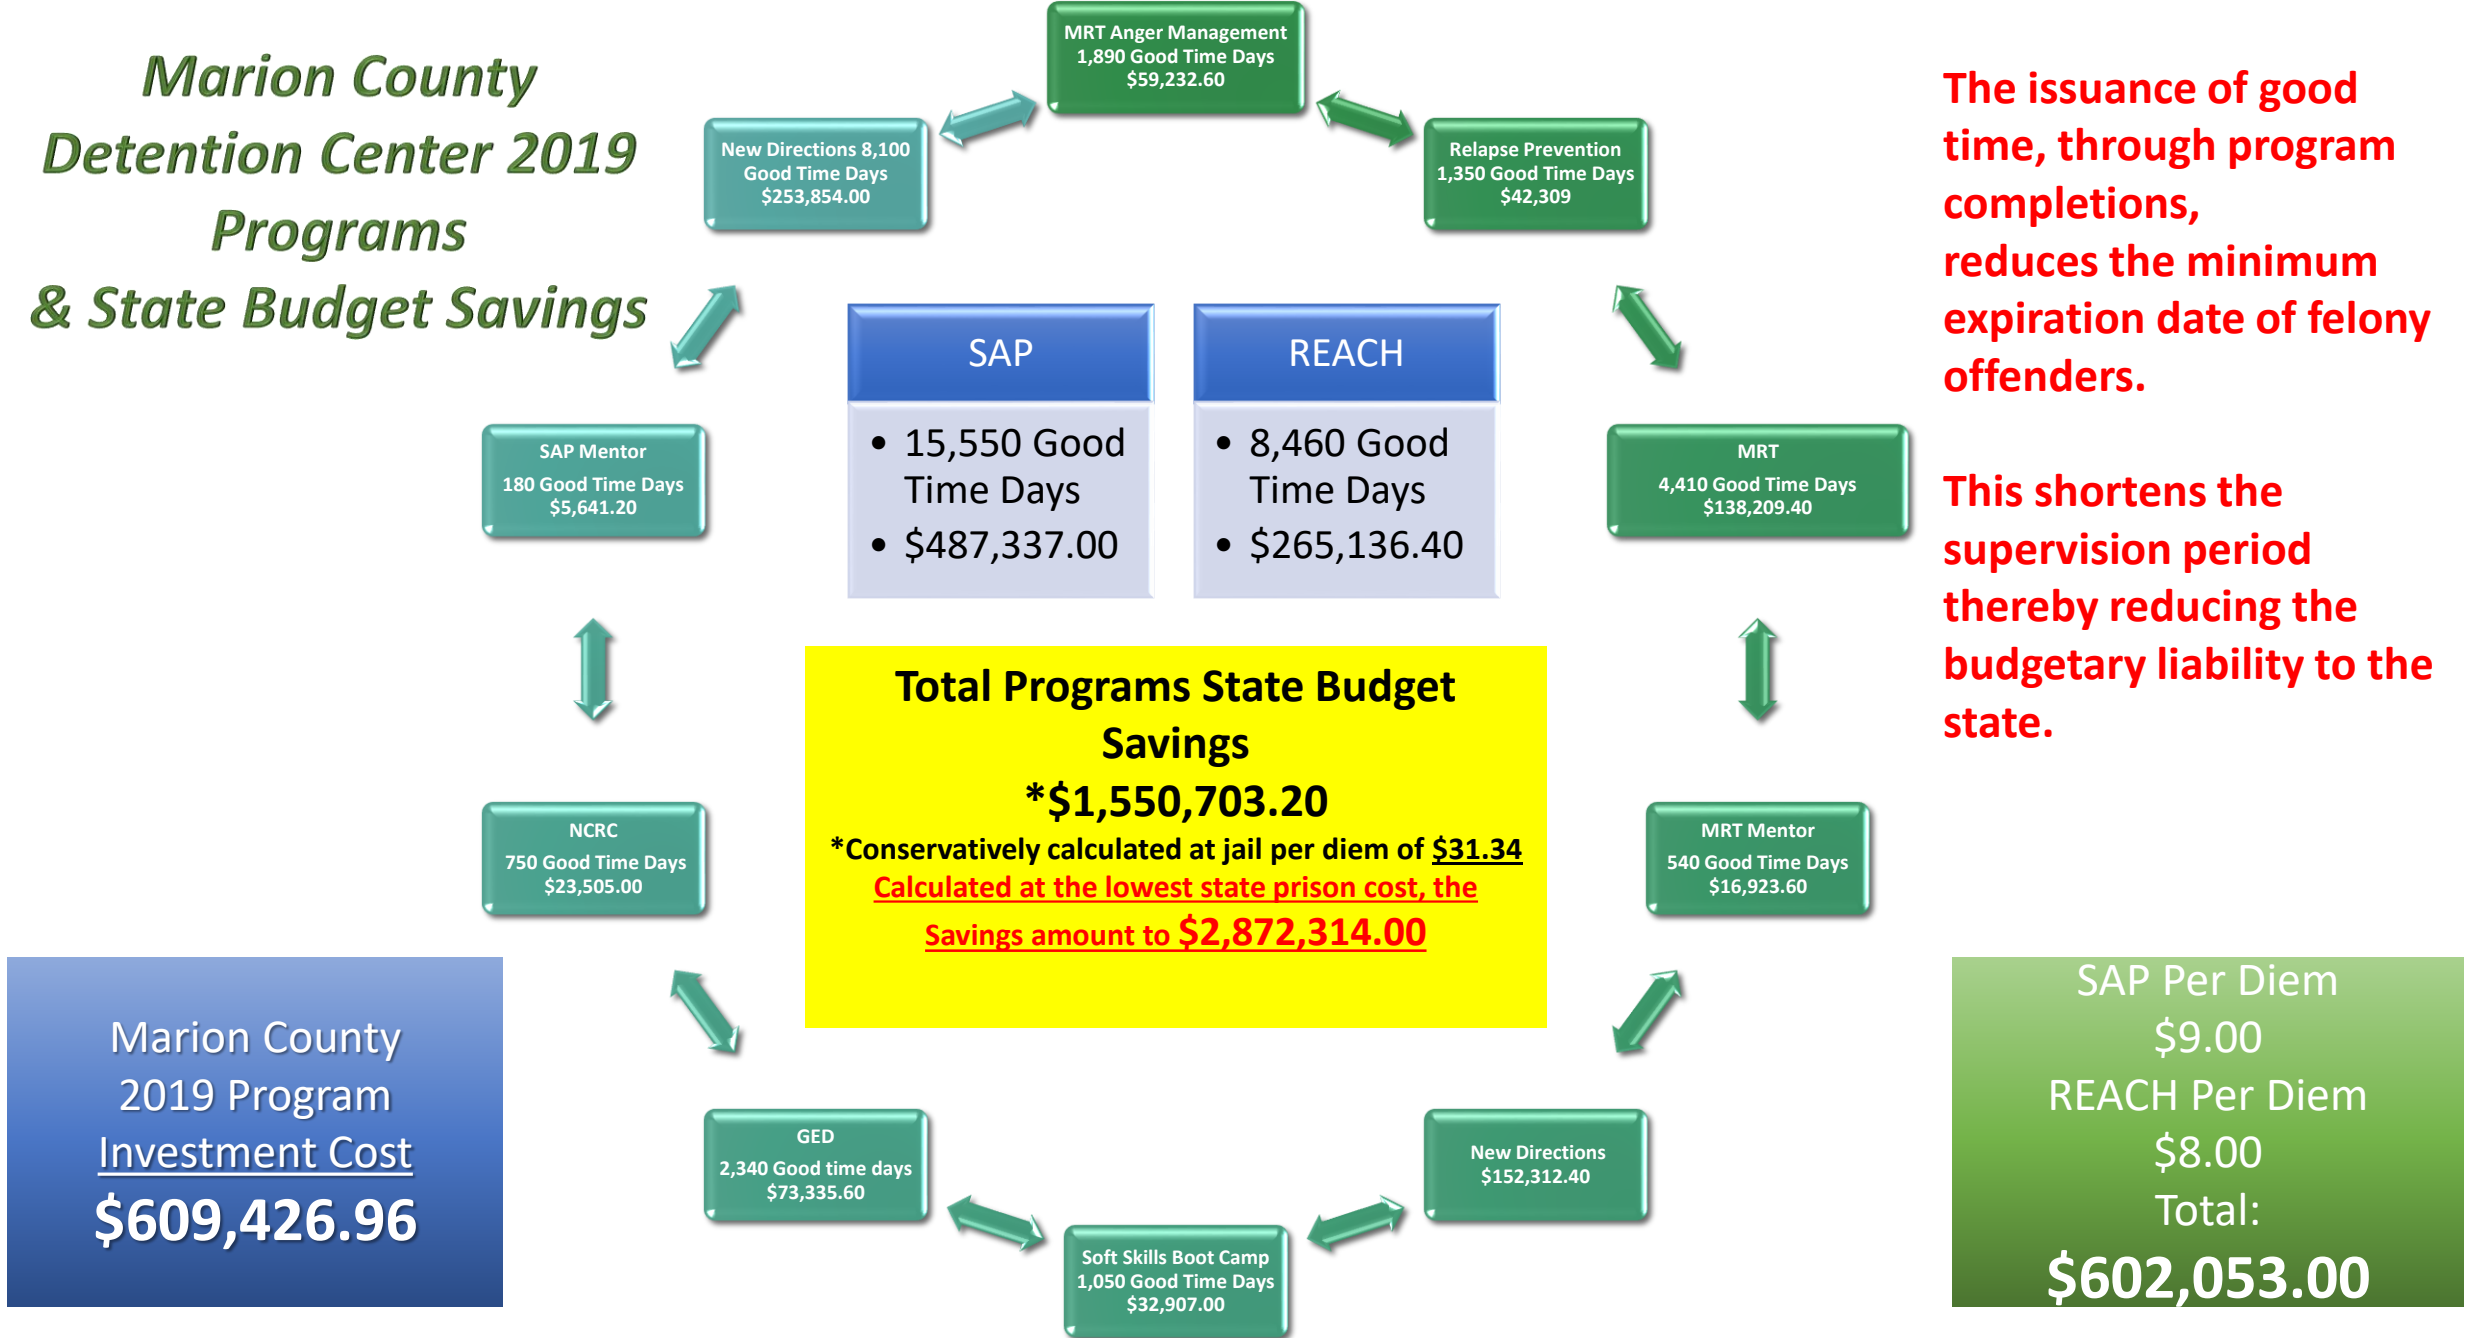 Marion County
Detention Center 2019
Programs
& State Budget Savings
MRT Anger Management
1,890 Good Time Days
$59,232.60
New Directions 8,100
Good Time Days
$253,854.00
Relapse Prevention
1,350 Good Time Days
$42,309
The issuance of good
time, through program
completions,
reduces the minimum
expiration date of felony
offenders.
This shortens the
supervision period
thereby reducing the
budgetary liability to the
state.
SAP
• 15,550 Good
Time Days
• $487,337.00
REACH
• 8,460 Good
Time Days
• $265,136.40
SAP Mentor
180 Good Time Days
$5,641.20
MRT
4,410 Good Time Days
$138,209.40
Total Programs State Budget
Savings
*$1,550,703.20
*Conservatively calculated at jail per diem of $31.34
Calculated at the lowest state prison cost, the
Savings amount to $2,872,314.00
NCRC
750 Good Time Days
$23,505.00
MRT Mentor
540 Good Time Days
$16,923.60
GED
2,340 Good time days
$73,335.60
New Directions
$152,312.40
Soft Skills Boot Camp
1,050 Good Time Days
$32,907.00
Marion County
2019 Program
Investment Cost
$609,426.96
SAP Per Diem
$9.00
REACH Per Diem
$8.00
Total:
$602,053.00